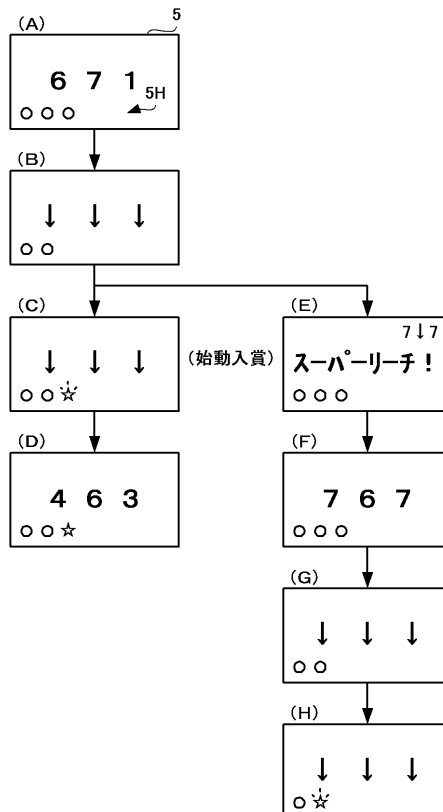 (A)
5
6 7 1
5H
○ ○ ○
(B)
↓ ↓ ↓
○ ○
(C)
↓ ↓ ↓
○ ○ ☆
(始動入賞)
(E)
7↓7
スーパーリーチ！
○ ○ ○
(D)
4 6 3
○ ○ ☆
(F)
7 6 7
○ ○ ○
(G)
↓ ↓ ↓
○ ○
(H)
↓ ↓ ↓
○ ☆